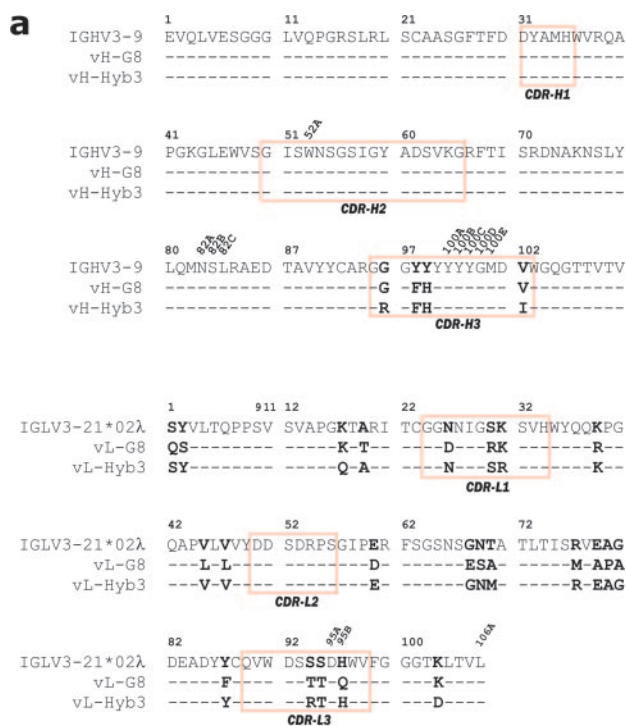 a
1 11 21 31
IGHV3-9 EVQLVESGGG LVQPGRSLRL SCAASGFTFD DYAMHWVRQA
vH-G8 ---------- ---------- ---------- ----------
vH-Hyb3 ---------- ---------- ---------- ----------
CDR-H1
41 51 52A 60 70
IGHV3-9 PGKGLEWVSG ISWNSGSIGY ADSVKGRFTI SRDNAKNSLY
vH-G8 ---------- ---------- ---------- ----------
vH-Hyb3 ---------- ---------- ---------- ----------
CDR-H2
80 82A 82B 82C 87 97 100A 100B 100C 100D 100E 102
IGHV3-9 LQMNSLRAED TAVYYCARGG GYYYYYYGMD VWGQGTTVTV
vH-G8 ---------- ---------G -FH------- V---------
vH-Hyb3 ---------- ---------R -FH------- I---------
CDR-H3
1 911 12 22 32
IGLV3-21*02λ SYVLTQPPSV SVAPGKTARI TCGGNNIGSK SVHWYQQKPG
vL-G8 QS-------- -----K-T-- ----D---RK -------R--
vL-Hyb3 SY-------- -----Q-A-- ----N---SR -------K--
CDR-L1
42 52 62 72
IGLV3-21*02λ QAPVLVVYDD SDRPSGIPER FSGSNSGNTA TLTISRVEAG
vL-G8 ---L-L---- --------D- ------ESA- -----M-APA
vL-Hyb3 ---V-V---- --------E- ------GNM- -----R-EAG
CDR-L2
82 92 95A 95B 100 106A
IGLV3-21*02λ DEADYYCQVW DSSSDHWVFG GGTKLTVL
vL-G8 -----F---- --TT-Q---- ---K----
vL-Hyb3 -----Y---- --RT-H---- ---D----
CDR-L3